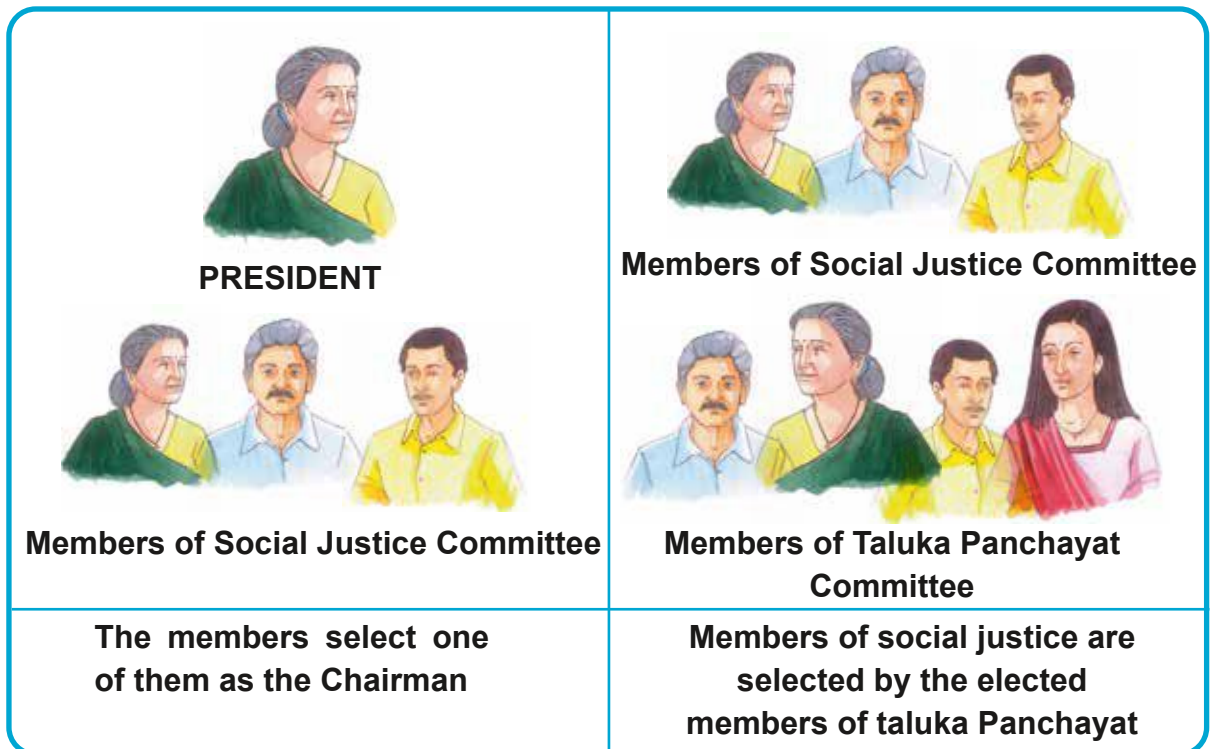 PRESIDENT
Members of Social Justice Committee
The members select one
of them as the Chairman
Members of Social Justice Committee
Members of Taluka Panchayat
Committee
Members of social justice are
selected by the elected
members of taluka Panchayat